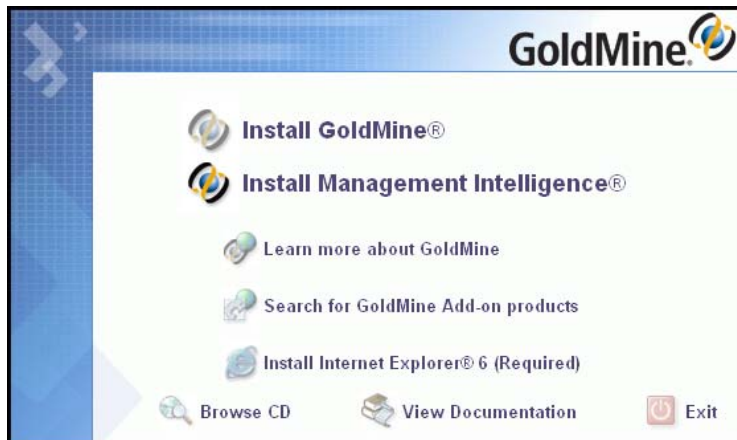 GoldMine®
Install GoldMine®
Install Management Intelligence®
Learn more about GoldMine
Search for GoldMine Add-on products
Install Internet Explorer® 6 (Required)
Browse CD View Documentation Exit